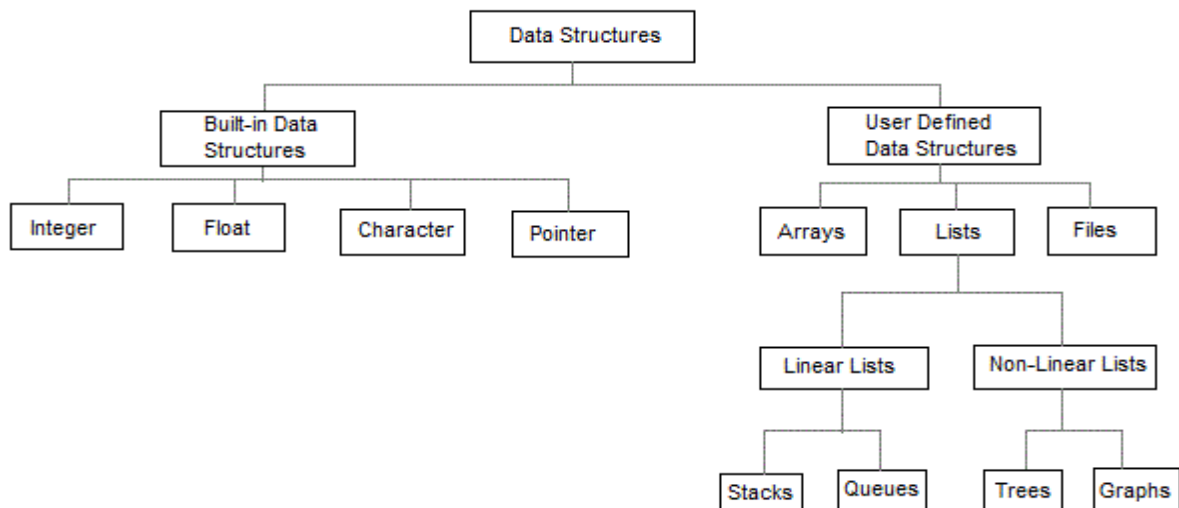 Data Structures
Built-in Data
Structures
User Defined
Data Structures
Integer
Float
Character
Pointer
Arrays
Lists
Files
Linear Lists
Non-Linear Lists
Stacks
Queues
Trees
Graphs